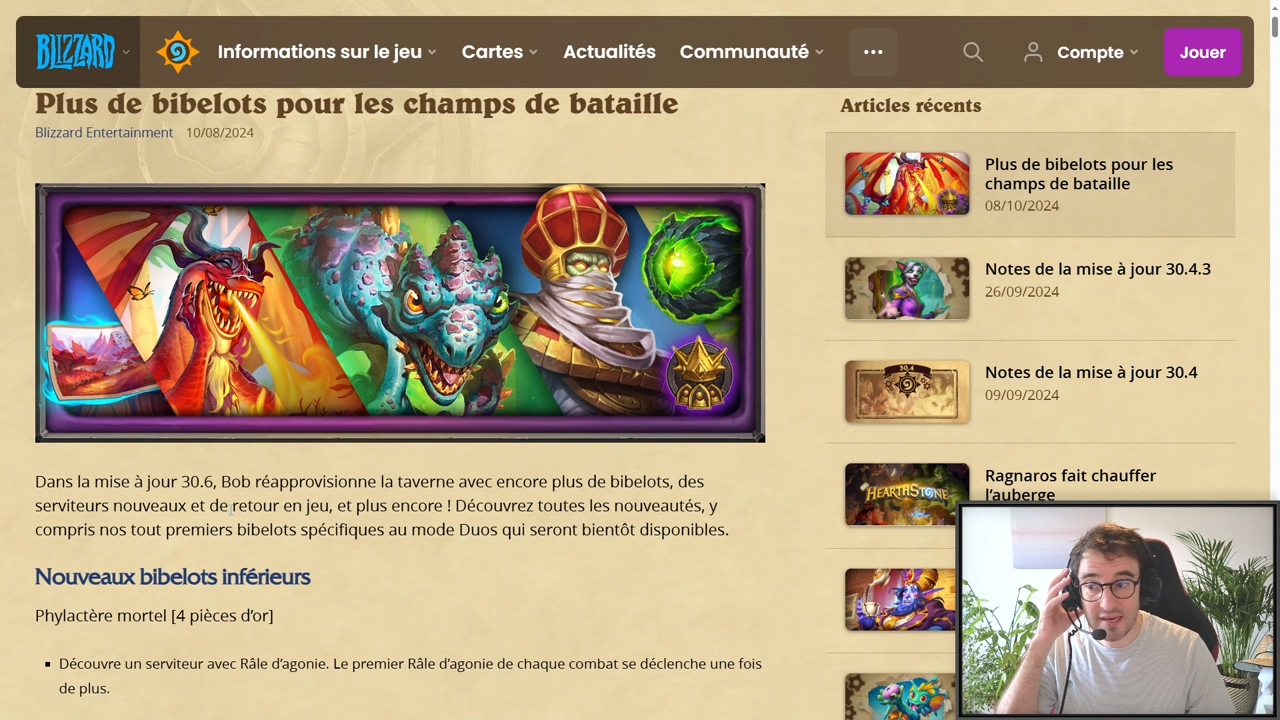 BLIZZARD
Informations sur le jeu
Cartes
Actualités
Communauté
•••
Compte
Jouer
Plus de bibelots pour les champs de bataille
Blizzard Entertainment 10/08/2024
Dans la mise à jour 30.6, Bob réapprovisionne la taverne avec encore plus de bibelots, des
serviteurs nouveaux et de retour en jeu, et plus encore ! Découvrez toutes les nouveautés, y
compris nos tout premiers bibelots spécifiques au mode Duos qui seront bientôt disponibles.
Nouveaux bibelots inférieurs
Phylactère mortel [4 pièces d’or]
▪ Découvre un serviteur avec Râle d’agonie. Le premier Râle d’agonie de chaque combat se déclenche une fois
de plus.
Articles récents
Plus de bibelots pour les
champs de bataille
08/10/2024
Notes de la mise à jour 30.4.3
26/09/2024
30.4
Notes de la mise à jour 30.4
09/09/2024
HEARTHSTONE
Ragnaros fait chauffer
l’auberge